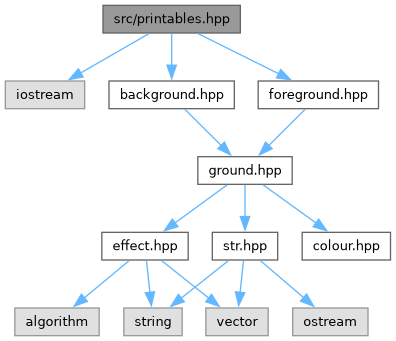 src/printables.hpp
iostream
background.hpp
foreground.hpp
ground.hpp
effect.hpp
str.hpp
colour.hpp
algorithm
string
vector
ostream